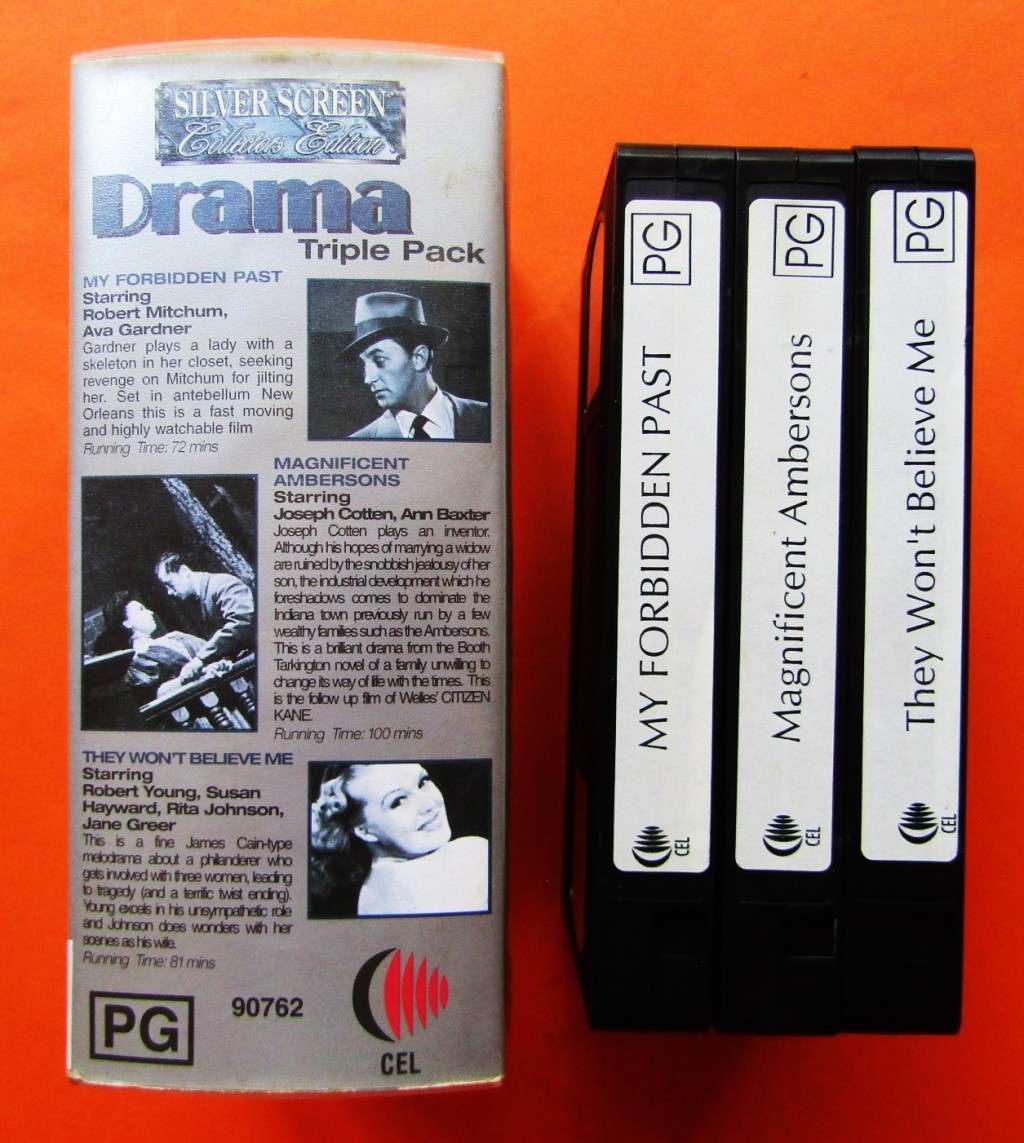 SILVER SCREEN
Collectors Edition
Drama
Triple Pack
MY FORBIDDEN PAST
Starring
Robert Mitchum,
Ava Gardner
Gardner plays a lady with a
skeleton in her closet, seeking
revenge on Mitchum for jilting
her. Set in antebellum New
Orleans this is a fast moving
and highly watchable film
Running Time: 72 mins
MAGNIFICENT
AMBERSONS
Starring
Joseph Cotten, Ann Baxter
Joseph Cotten plays an inventor.
Although his hopes of marrying a widow
are ruined by the snobbish jealousy of her
son, the industrial development which he
foreshadows comes to dominate the
Indiana town previously run by a few
wealthy families such as the Ambersons.
This is a brilliant drama from the Booth
Tarkington novel of a family unwilling to
change its way of life with the times. This
is the follow up film of Welles' CITIZEN
KANE.
Running Time: 100 mins
THEY WON'T BELIEVE ME
Starring
Robert Young, Susan
Hayward, Rita Johnson,
Jane Greer
This is a fine James Cain-type
melodrama about a philanderer who
gets involved with three women, leading
to tragedy (and a terrific twist ending).
Young excels in his unsympathetic role
and Johnson does wonders with her
scenes as his wife.
Running Time: 81 mins
PG
90762
CEL
PG
MY FORBIDDEN PAST
CEL
PG
Magnificent Ambersons
CEL
PG
They Won't Believe Me
CEL